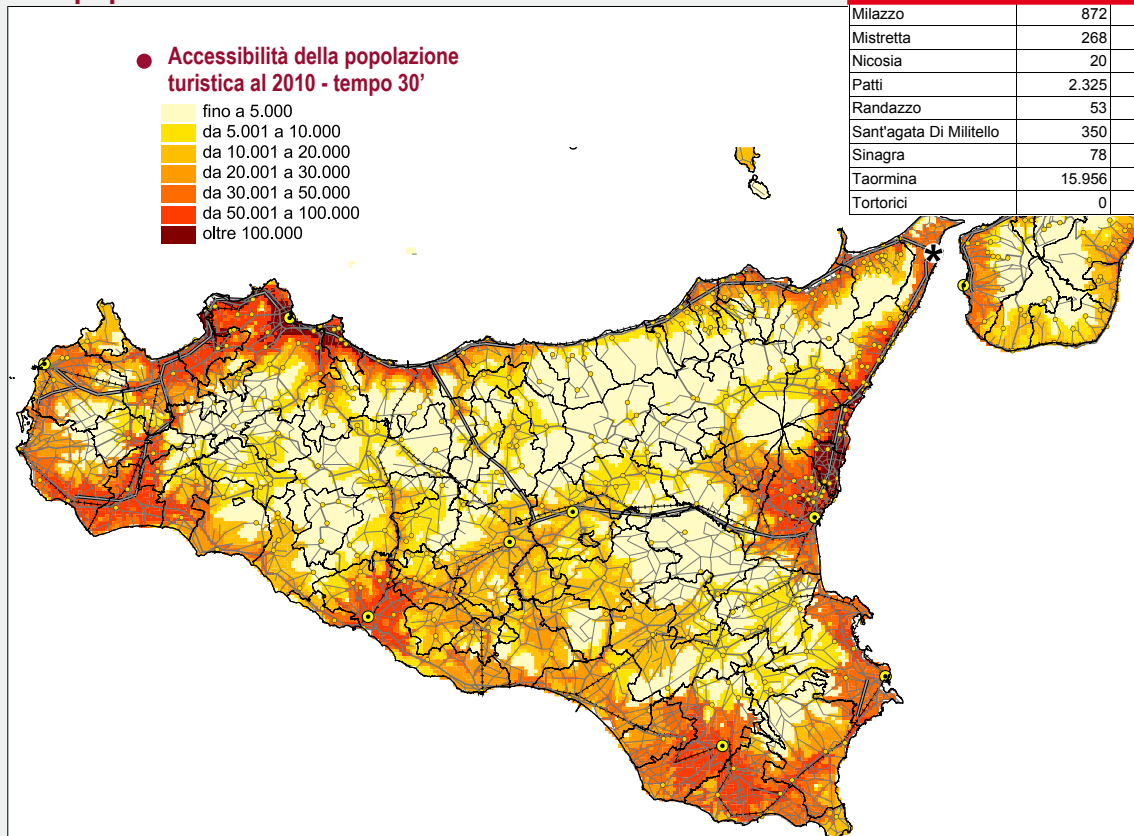 Accessibilità della popolazione
turistica al 2010 - tempo 30'
fino a 5.000
da 5.001 a 10.000
da 10.001 a 20.000
da 20.001 a 30.000
da 30.001 a 50.000
da 50.001 a 100.000
oltre 100.000
Milazzo 872
Mistretta 268
Nicosia 20
Patti 2.325
Randazzo 53
Sant'agata Di Militello 350
Sinagra 78
Taormina 15.956
Tortorici 0
*